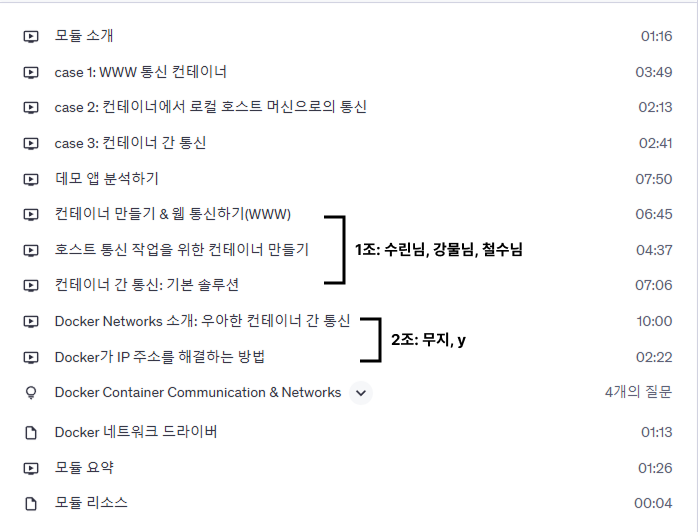 모듈 소개 01:16
case 1: WWW 통신 컨테이너 03:49
case 2: 컨테이너에서 로컬 호스트 머신으로의 통신 02:13
case 3: 컨테이너 간 통신 02:41
데모 앱 분석하기 07:50
컨테이너 만들기 & 웹 통신하기(WWW) 06:45
호스트 통신 작업을 위한 컨테이너 만들기 1조: 수린님, 강물님, 철수님 04:37
컨테이너 간 통신: 기본 솔루션 07:06
Docker Networks 소개: 우아한 컨테이너 간 통신 10:00
2조: 무지, y
Docker가 IP 주소를 해결하는 방법 02:22
Docker Container Communication & Networks 4개의 질문
Docker 네트워크 드라이버 01:13
모듈 요약 01:26
모듈 리소스 00:04